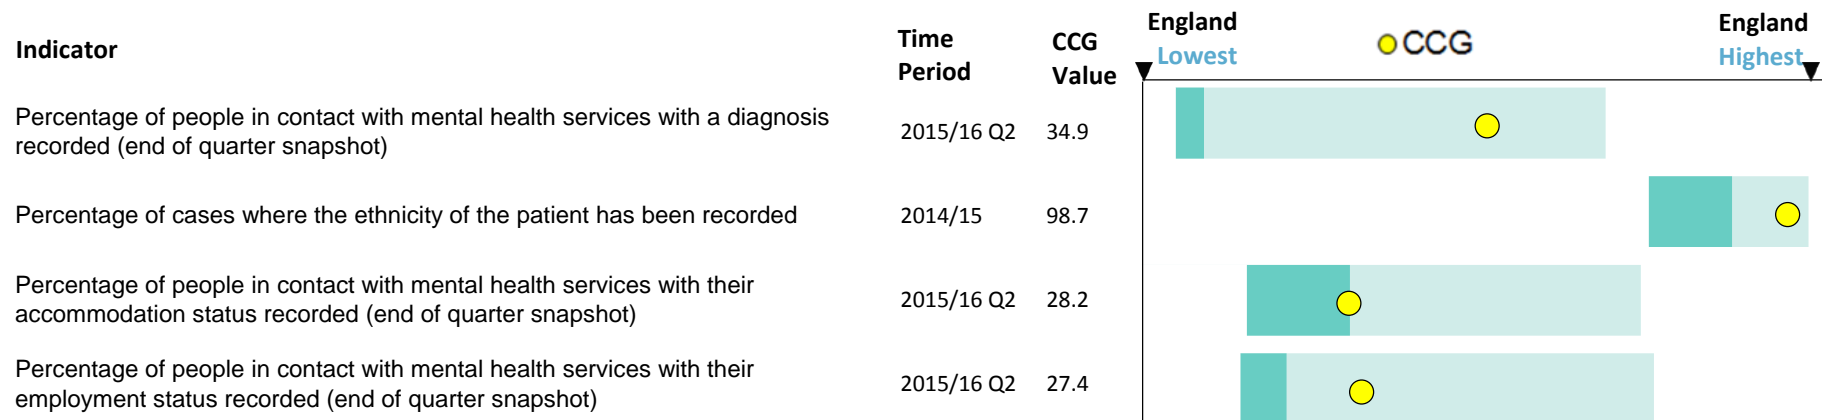 Indicator
Time
Period
CCG
Value
England
Lowest
CCG
England
Highest
Percentage of people in contact with mental health services with a diagnosis
recorded (end of quarter snapshot)
2015/16 Q2
34.9
Percentage of cases where the ethnicity of the patient has been recorded
2014/15
98.7
Percentage of people in contact with mental health services with their
accommodation status recorded (end of quarter snapshot)
2015/16 Q2
28.2
Percentage of people in contact with mental health services with their
employment status recorded (end of quarter snapshot)
2015/16 Q2
27.4